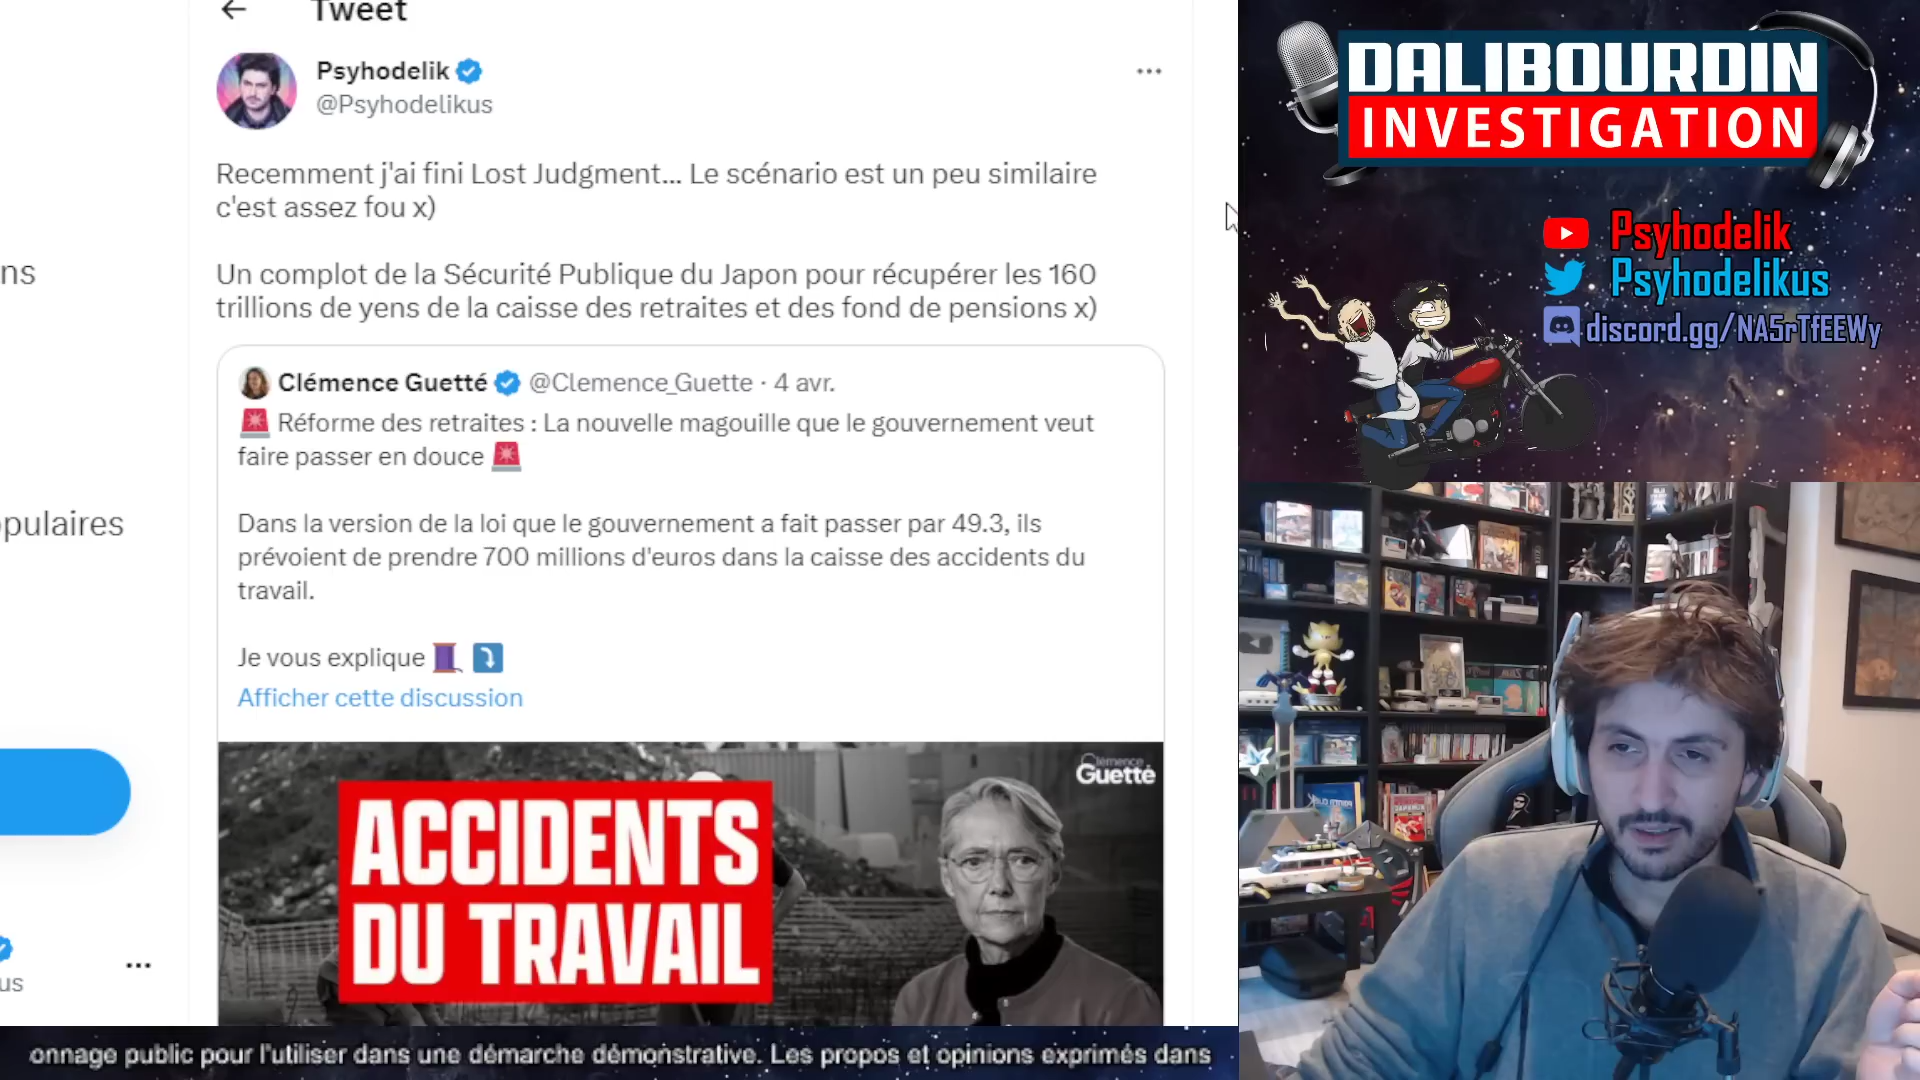 Tweet
Psyhodelik
@Psyhodelikus
Recemment j'ai fini Lost Judgment... Le scénario est un peu similaire
c'est assez fou x)
Un complot de la Sécurité Publique du Japon pour récupérer les 160
trillions de yens de la caisse des retraites et des fond de pensions x)
Clémence Guetté @Clemence_Guette · 4 avr.
Réforme des retraites : La nouvelle magouille que le gouvernement veut
faire passer en douce
Dans la version de la loi que le gouvernement a fait passer par 49.3, ils
prévoient de prendre 700 millions d'euros dans la caisse des accidents du
travail.
Je vous explique
Afficher cette discussion
Clemence
Guetté
ACCIDENTS
DU TRAVAIL
ns
opulaires
us
DALIBOURDIN
INVESTIGATION
Psyhodelik
Psyhodelikus
discord.gg/NA5rTfEEWy
onnage public pour l'utiliser dans une démarche démonstrative. Les propos et opinions exprimés dans